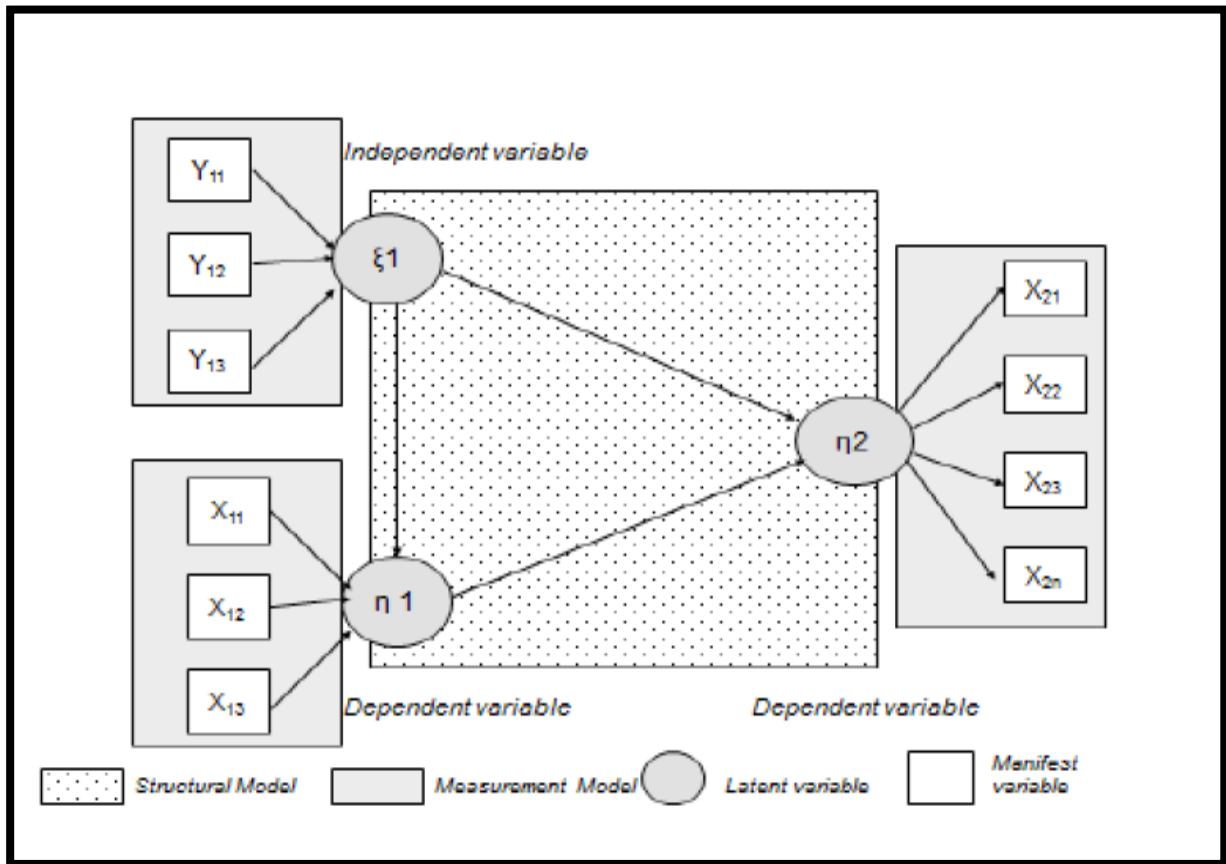 Y₁₁
Independent variable
Y₁₂
ξ1
Y₁₃
X₂₁
X₂₂
η2
X₂₃
X₂ₙ
X₁₁
X₁₂
η 1
X₁₃
Dependent variable
Dependent variable
Structural Model
Measurement Model
Latent variable
Manifest
variable